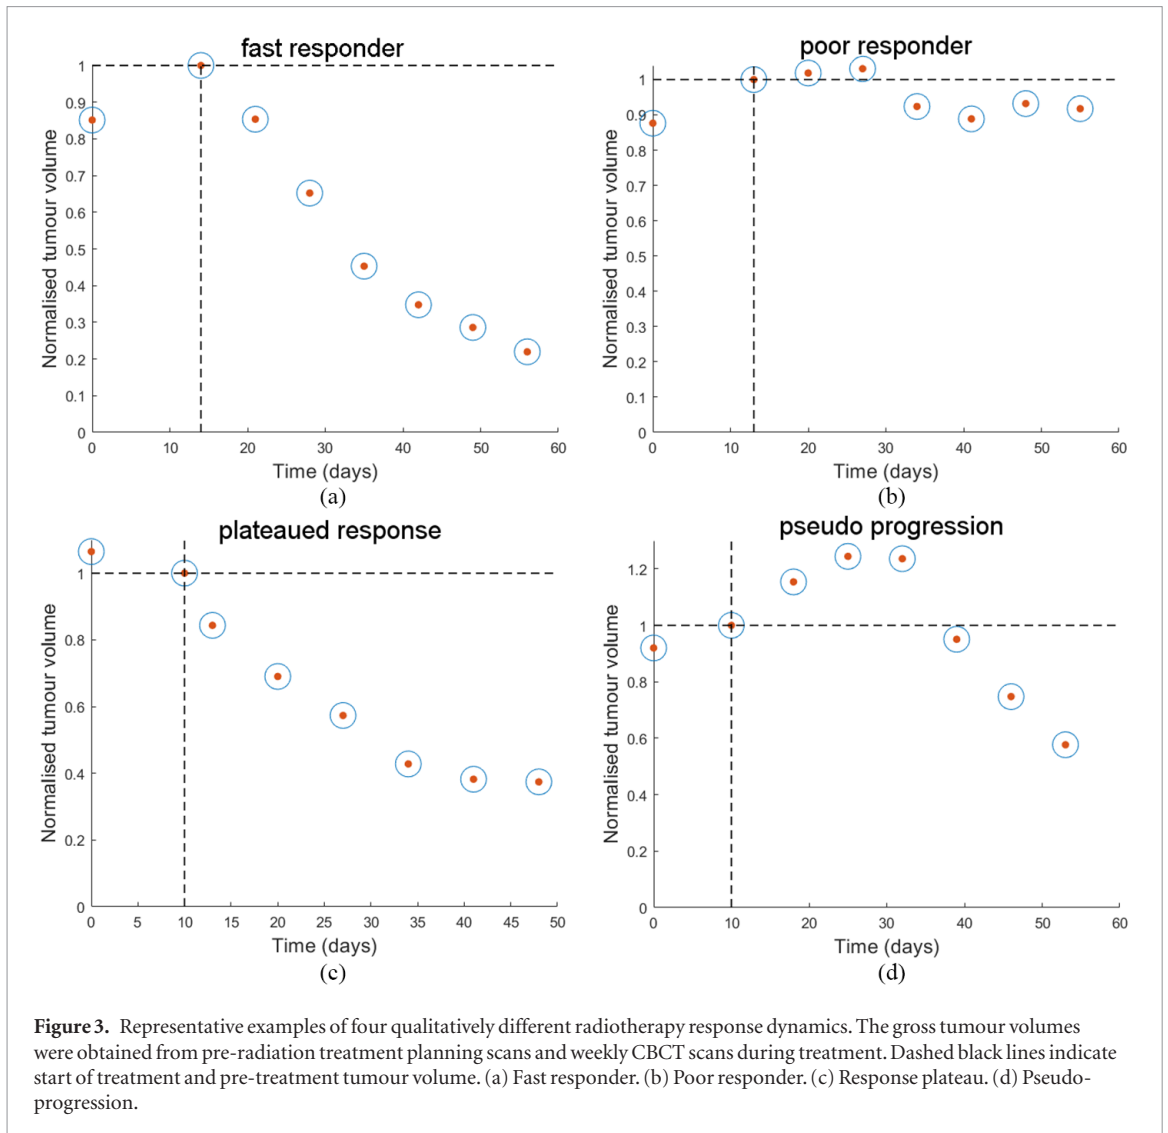 fast responder
1
0.9
0.8
0.7
0.6
0.5
0.4
0.3
0.2
0.1
0
Normalised tumour volume
0 10 20 30 40 50 60
Time (days)
(a)
poor responder
1
0.9
0.8
0.7
0.6
0.5
0.4
0.3
0.2
0.1
0
Normalised tumour volume
0 10 20 30 40 50 60
Time (days)
(b)
plateaued response
1
0.8
0.6
0.4
0.2
0
Normalised tumour volume
0 5 10 15 20 25 30 35 40 45 50
Time (days)
(c)
pseudo progression
1.2
1
0.8
0.6
0.4
0.2
0
Normalised tumour volume
0 10 20 30 40 50 60
Time (days)
(d)
Figure 3. Representative examples of four qualitatively different radiotherapy response dynamics. The gross tumour volumes
were obtained from pre-radiation treatment planning scans and weekly CBCT scans during treatment. Dashed black lines indicate
start of treatment and pre-treatment tumour volume. (a) Fast responder. (b) Poor responder. (c) Response plateau. (d) Pseudo-
progression.